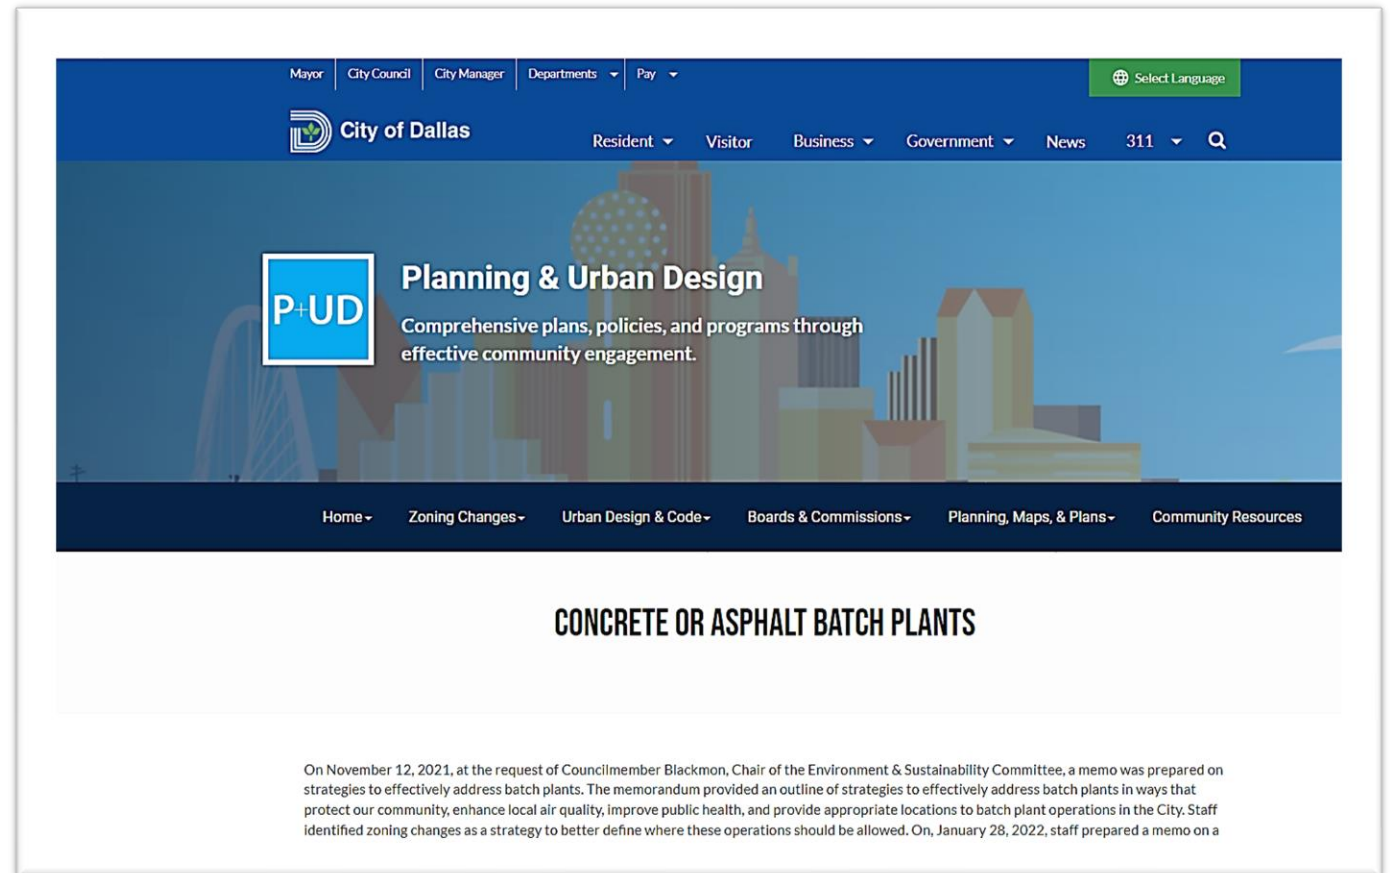 Mayor City Council City Manager Departments Pay Select Language
City of Dallas Resident Visitor Business Government News 311
P+UD
Planning & Urban Design
Comprehensive plans, policies, and programs through
effective community engagement.
Home Zoning Changes Urban Design & Code Boards & Commissions Planning, Maps, & Plans Community Resources
CONCRETE OR ASPHALT BATCH PLANTS
On November 12, 2021, at the request of Councilmember Blackmon, Chair of the Environment & Sustainability Committee, a memo was prepared on
strategies to effectively address batch plants. The memorandum provided an outline of strategies to effectively address batch plants in ways that
protect our community, enhance local air quality, improve public health, and provide appropriate locations to batch plant operations in the City. Staff
identified zoning changes as a strategy to better define where these operations should be allowed. On, January 28, 2022, staff prepared a memo on a